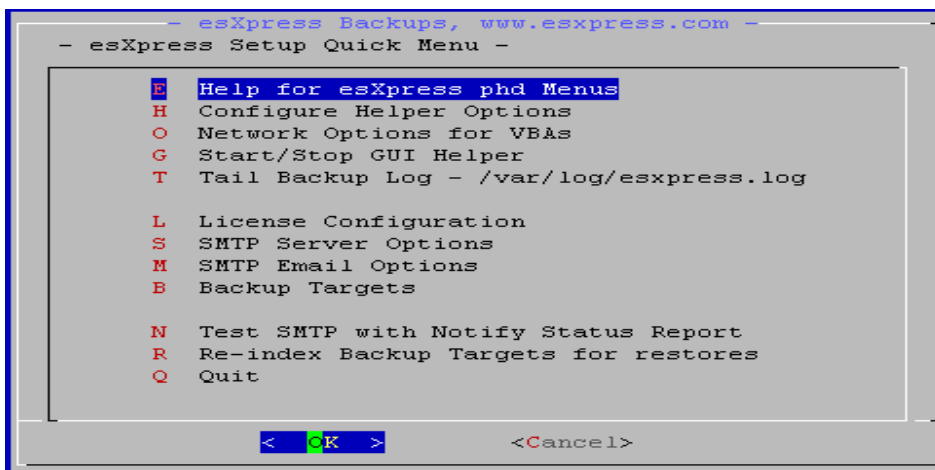 - esXpress Backups, www.esxpress.com -
- esXpress Setup Quick Menu -
E Help for esXpress phd Menus
H Configure Helper Options
O Network Options for VBAs
G Start/Stop GUI Helper
T Tail Backup Log - /var/log/esxpress.log
L License Configuration
S SMTP Server Options
M SMTP Email Options
B Backup Targets
N Test SMTP with Notify Status Report
R Re-index Backup Targets for restores
Q Quit
< OK > <Cancel>